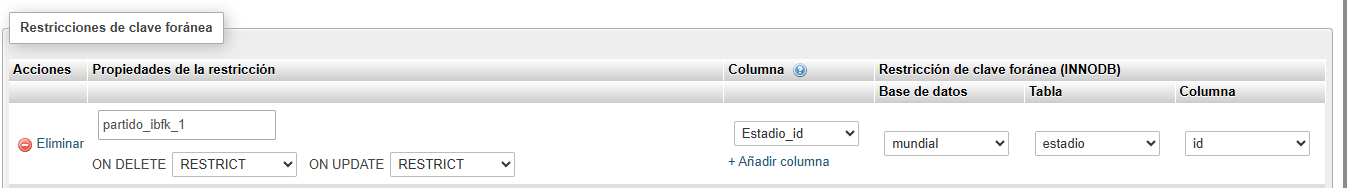 Restricciones de clave foránea
Acciones Propiedades de la restricción Columna Restricción de clave foránea (INNODB)
Base de datos Tabla Columna
partido_ibfk_1
Eliminar
Estadio_id mundial estadio id
ON DELETE RESTRICT ON UPDATE RESTRICT
+ Añadir columna